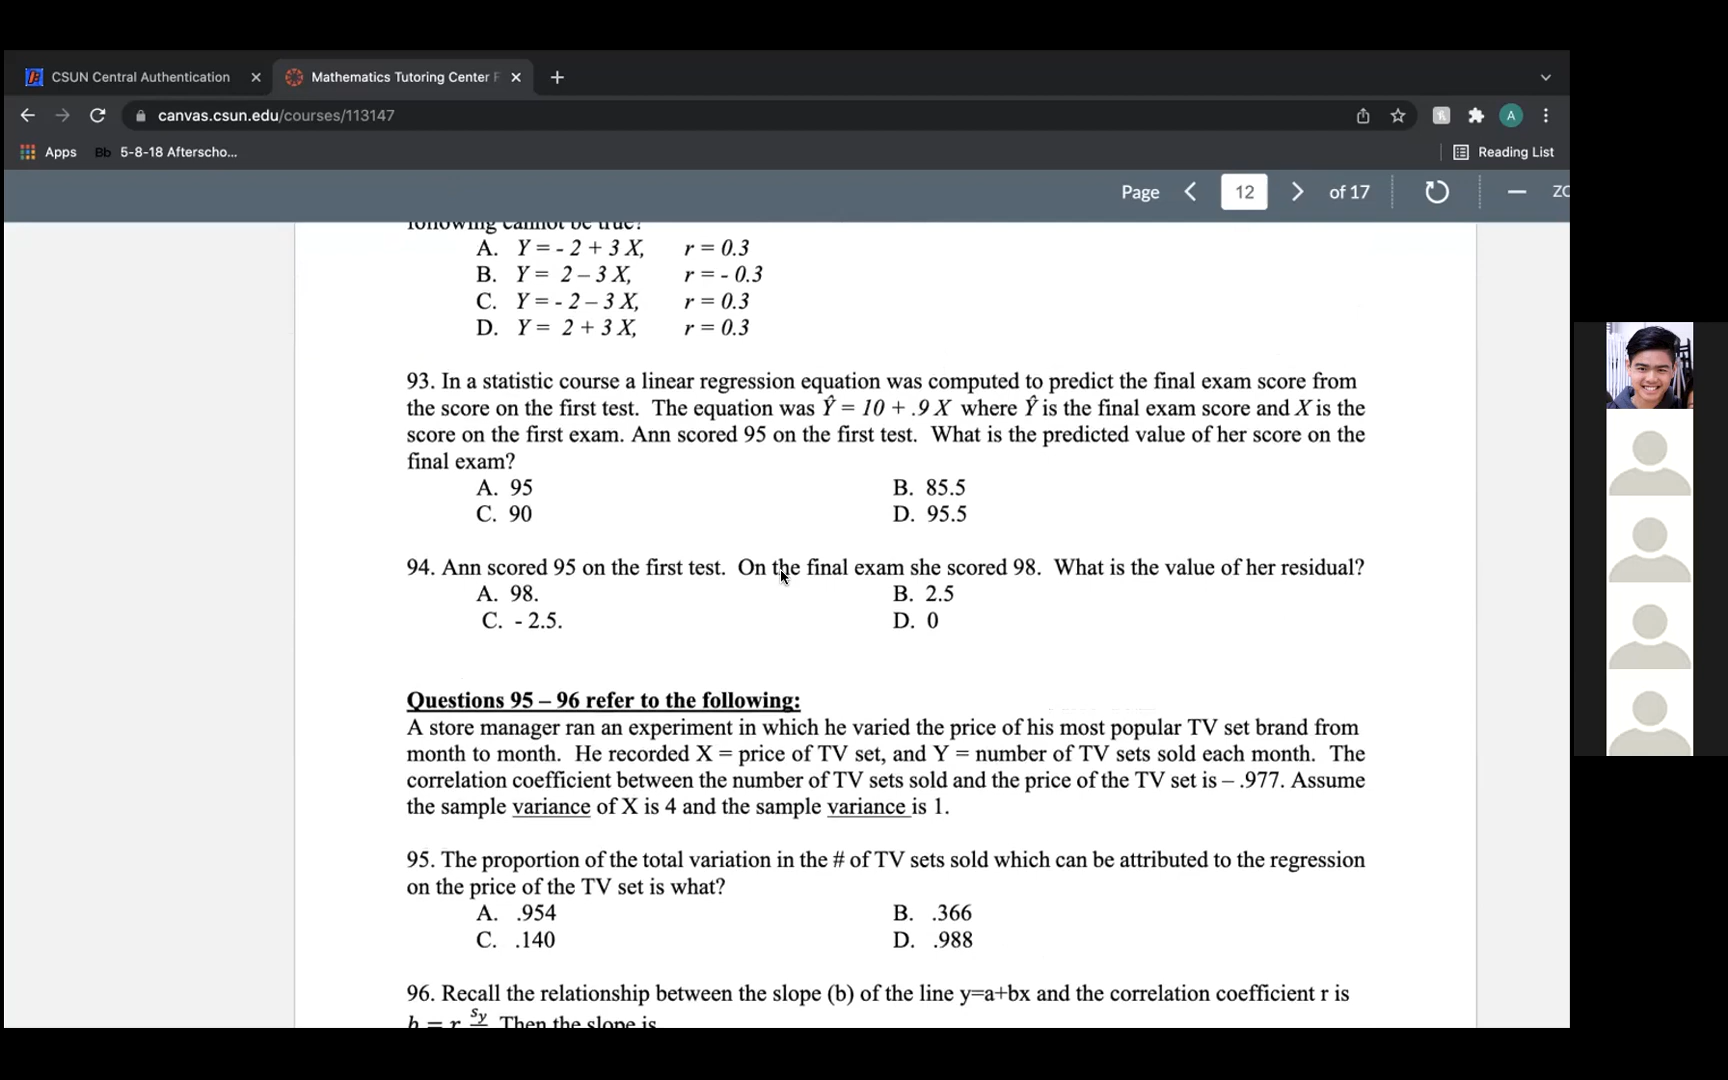 CSUN Central Authentication
Mathematics Tutoring Center F
canvas.csun.edu/courses/113147
A
Apps
Bb 5-8-18 Afterscho...
Reading List
Page 12 of 17
following cannot be true?
A. Y = - 2 + 3 X, r = 0.3
B. Y = 2 – 3 X, r = - 0.3
C. Y = - 2 – 3 X, r = 0.3
D. Y = 2 + 3 X, r = 0.3
93. In a statistic course a linear regression equation was computed to predict the final exam score from
the score on the first test. The equation was Ŷ = 10 + .9 X where Ŷ is the final exam score and X is the
score on the first exam. Ann scored 95 on the first test. What is the predicted value of her score on the
final exam?
A. 95 B. 85.5
C. 90 D. 95.5
94. Ann scored 95 on the first test. On the final exam she scored 98. What is the value of her residual?
A. 98. B. 2.5
C. - 2.5. D. 0
Questions 95 – 96 refer to the following:
A store manager ran an experiment in which he varied the price of his most popular TV set brand from
month to month. He recorded X = price of TV set, and Y = number of TV sets sold each month. The
correlation coefficient between the number of TV sets sold and the price of the TV set is – .977. Assume
the sample variance of X is 4 and the sample variance is 1.
95. The proportion of the total variation in the # of TV sets sold which can be attributed to the regression
on the price of the TV set is what?
A. .954 B. .366
C. .140 D. .988
96. Recall the relationship between the slope (b) of the line y=a+bx and the correlation coefficient r is
b = r sy Then the slope is